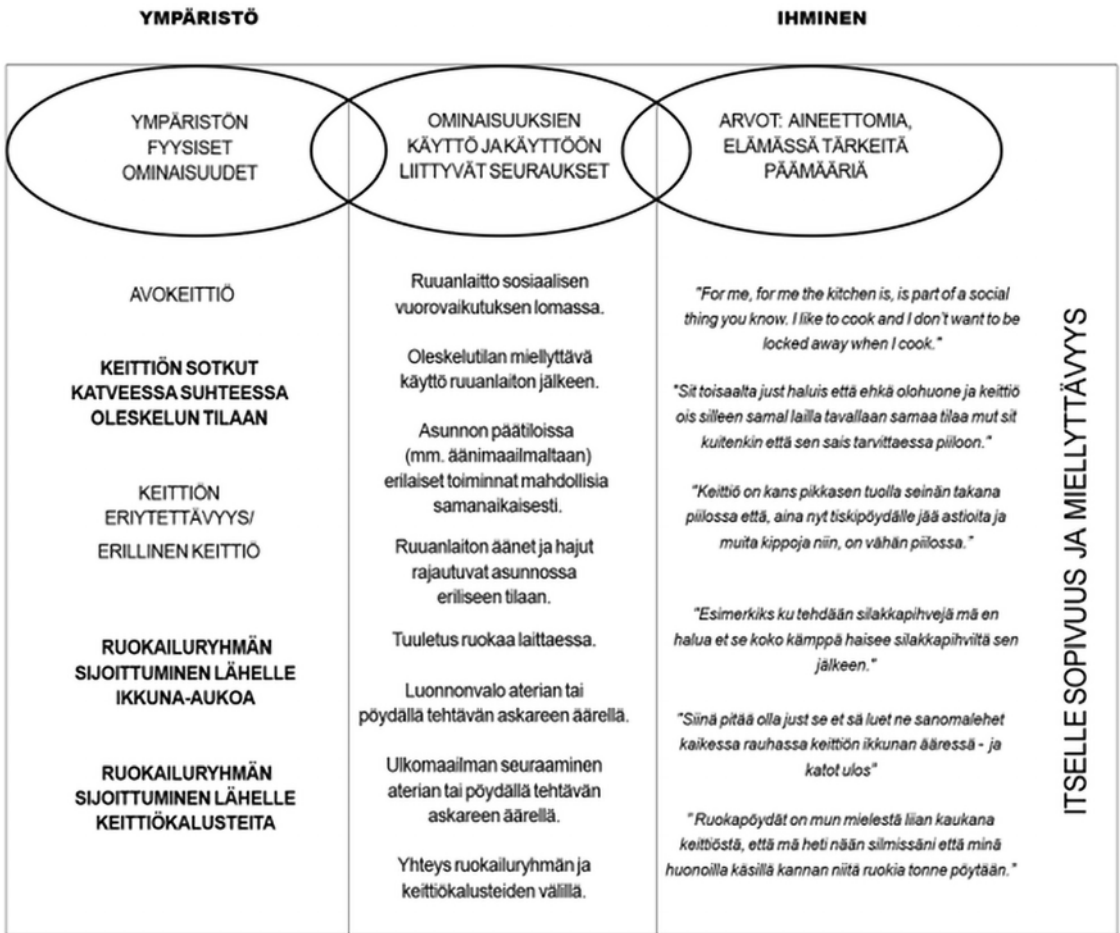 YMPÄRISTÖ
IHMINEN
YMPÄRISTÖN
FYYSISET
OMINAISUUDET
OMINAISUUKSIEN
KÄYTTÖ JA KÄYTTÖÖN
LIITTYVÄT SEURAUKSET
ARVOT: AINEETTOMIA,
ELÄMÄSSÄ TÄRKEITÄ
PÄÄMÄÄRIÄ
AVOKEITTIÖ
KEITTIÖN SOTKUT
KATVEESSA SUHTEESSA
OLESKELUN TILAAN
KEITTIÖN
ERIYTETTÄVYYS/
ERILLINEN KEITTIÖ
RUOKAILURYHMÄN
SIJOITTUMINEN LÄHELLE
IKKUNA-AUKOA
RUOKAILURYHMÄN
SIJOITTUMINEN LÄHELLE
KEITTIÖKALUSTEITA
Ruuanlaitto sosiaalisen
vuorovaikutuksen lomassa.
Oleskelutilan miellyttävä
käyttö ruuanlaiton jälkeen.
Asunnon päätiloissa
(mm. äänimaailmaltaan)
erilaiset toiminnat mahdollisia
samanaikaisesti.
Ruuanlaiton äänet ja hajut
rajautuvat asunnossa
eriliseen tilaan.
Tuuletus ruokaa laittaessa.
Luonnonvalo aterian tai
pöydällä tehtävän askareen äärellä.
Ulkomaailman seuraaminen
aterian tai pöydällä tehtävän
askareen äärellä.
Yhteys ruokailuryhmän ja
keittiökalusteiden välillä.
"For me, for me the kitchen is, is part of a social
thing you know. I like to cook and I don't want to be
locked away when I cook."
"Sit toisaalta just haluis että ehkä olohuone ja keittiö
ois silleen samal lailla tavallaan samaa tilaa mut sit
kuitenkin että sen sais tarvittaessa piiloon."
"Keittiö on kans pikkasen tuolla seinän takana
piilossa että, aina nyt tiskipöydälle jää astioita ja
muita kippoja niin, on vähän piilossa."
"Esimerkiks ku tehdään silakkapihvejä mä en
halua et se koko kämppä haisee silakkapihviltä sen
jälkeen."
"Siinä pitää olla just se et sä luet ne sanomalehet
kaikessa rauhassa keittiön ikkunan ääressä - ja
katot ulos"
"Ruokapöydät on mun mielestä liian kaukana
keittiöstä, että mä heti nään silmissäni että minä
huonoilla käsillä kannan niitä ruokia tonne pöytään."
ITSELLE SOPIVUUS JA MIELLYTTÄVYYS